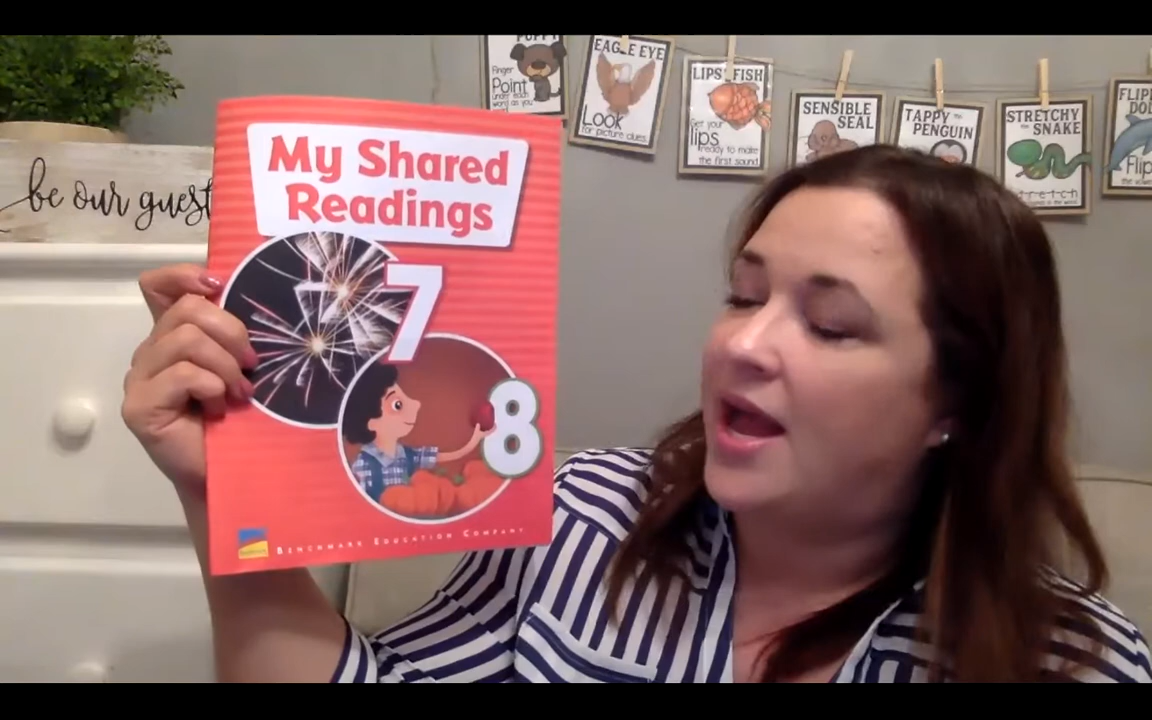 PUPPY
Finger
Point
under each
word as you
EAGLE EYE
Look
for picture clues.
LIPS FISH
Get your
lips
ready to make
the first sound
SENSIBLE
SEAL
TAPPY
PENGUIN
STRETCHY
SNAKE
stretch
FLIP
be our guest
My Shared
Readings
7
8
BENCHMARK EDUCATION COMPANY